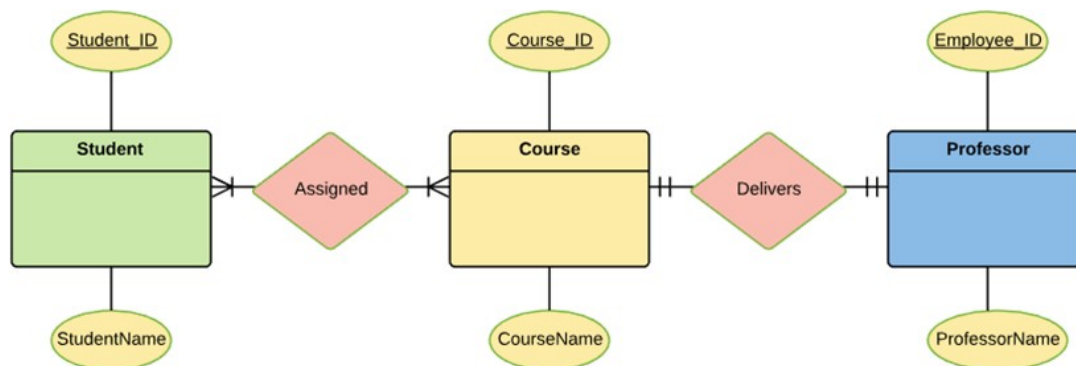 Student_ID
Course_ID
Employee_ID
Student
Course
Professor
Assigned
Delivers
StudentName
CourseName
ProfessorName